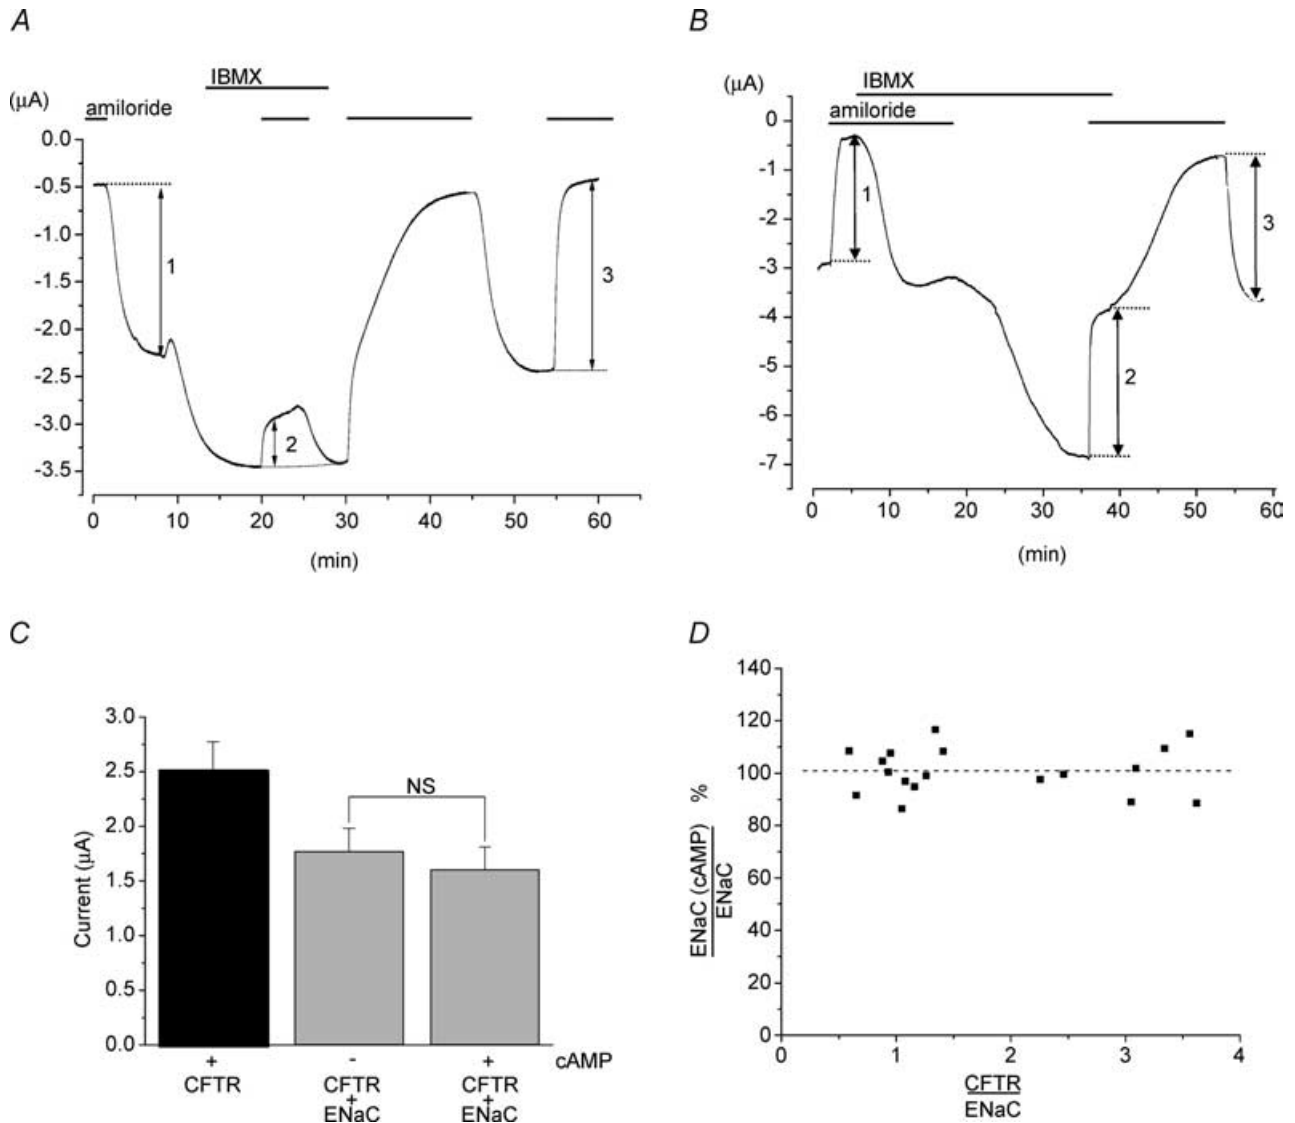 A
IBMX
(μA)
amiloride
0.0
-0.5
-1.0
-1.5
-2.0
-2.5
-3.0
-3.5
1
2
3
0 10 20 30 40 50 60
(min)
B
(μA)
IBMX
amiloride
0
-1
-2
-3
-4
-5
-6
-7
1
2
3
0 10 20 30 40 50 60
(min)
C
Current (μA)
3.0
2.5
2.0
1.5
1.0
0.5
0.0
NS
+ - + cAMP
CFTR CFTR CFTR
+ +
ENaC ENaC
D
ENaC (cAMP) %
ENaC
140
120
100
80
60
40
20
0
0 1 2 3 4
CFTR
ENaC